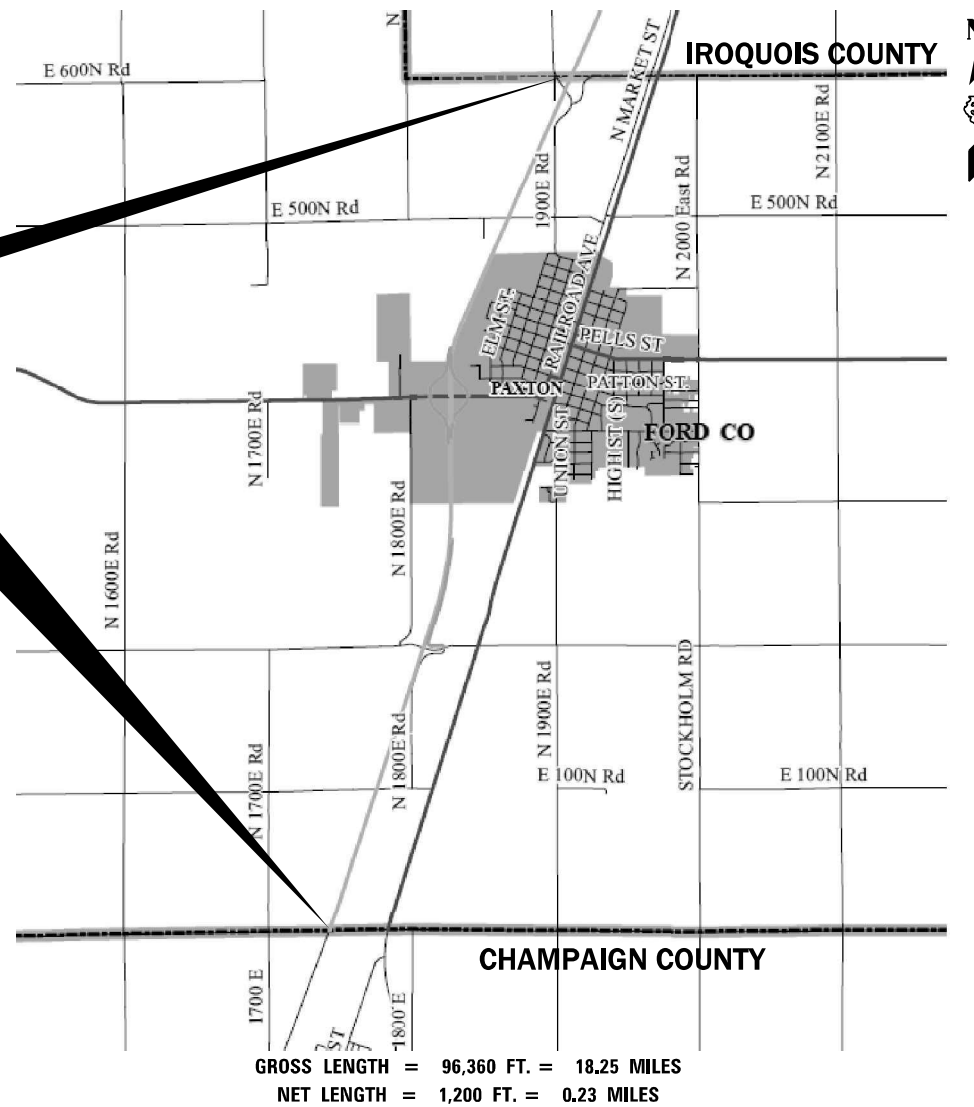 N
N
IROQUOIS COUNTY
E 600N Rd
N MARKET ST
N2100E Rd
1900E Rd
N 2000 East Rd
E 500N Rd
E 500N Rd
ELM ST.
RAILROAD AVE
PELLS ST
PAXTON
PATTON ST.
N 1700E Rd
UNION ST
HIGH ST (S)
FORD CO
N 1800E Rd
N 1600E Rd
N 1900E Rd
STOCKHOLM RD
N 1700E Rd
N 1800E Rd
E 100N Rd
E 100N Rd
CHAMPAIGN COUNTY
1700 E
ST
1800 E
GROSS LENGTH = 96,360 FT. = 18.25 MILES
NET LENGTH = 1,200 FT. = 0.23 MILES